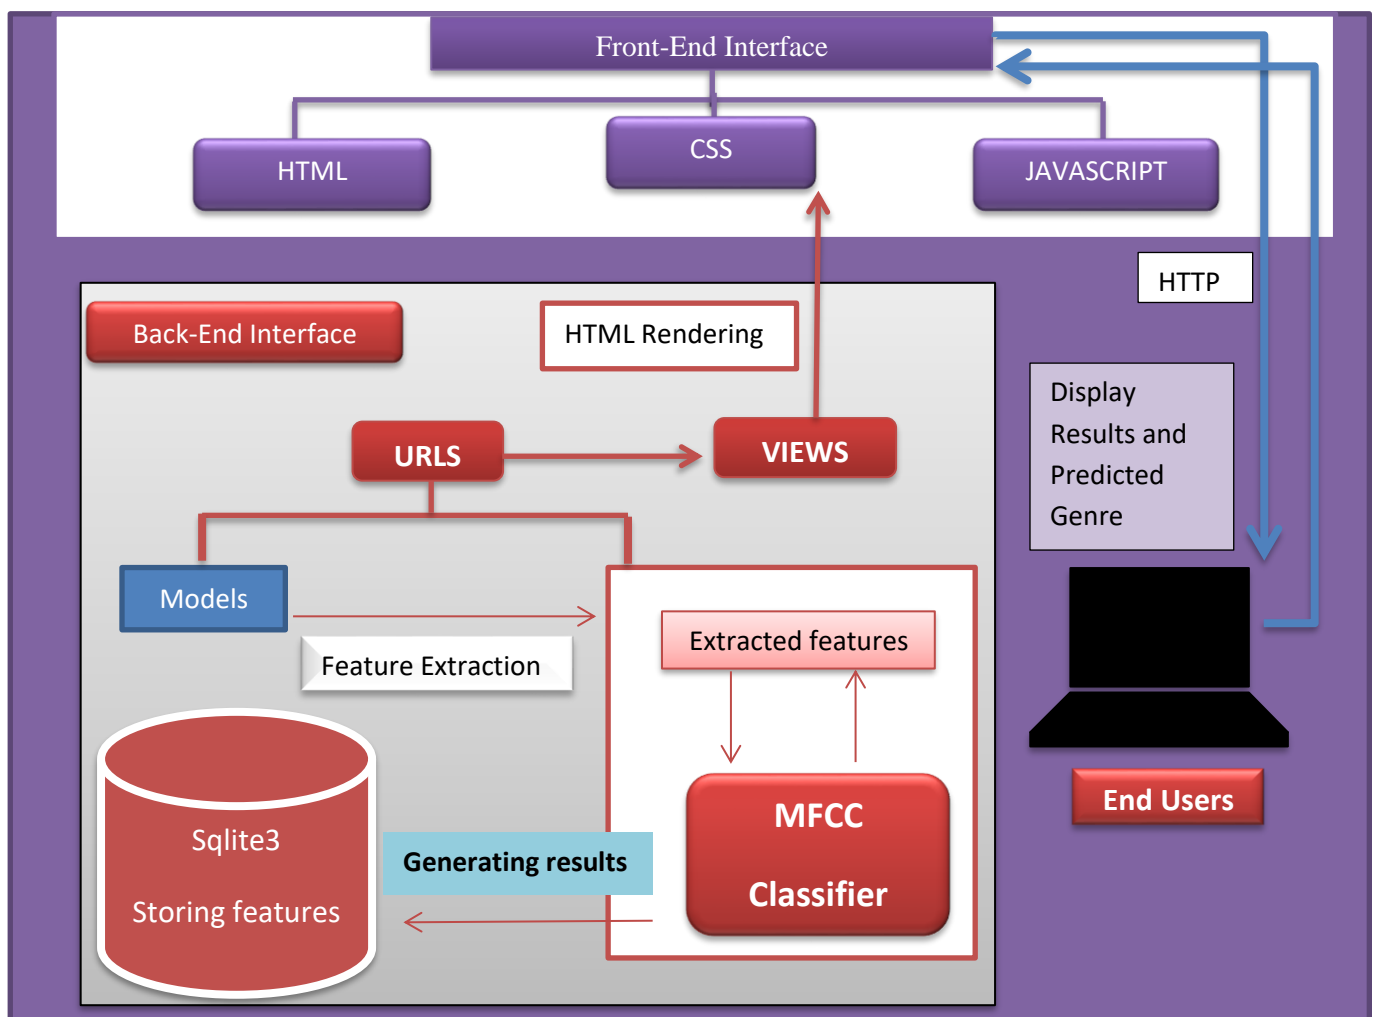 Front-End Interface
HTML
CSS
JAVASCRIPT
HTTP
Back-End Interface
HTML Rendering
Display
Results and
Predicted
Genre
URLS
VIEWS
Models
Feature Extraction
Extracted features
MFCC
Classifier
End Users
Sqlite3
Storing features
Generating results